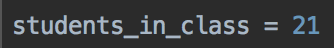 students_in_class = 21